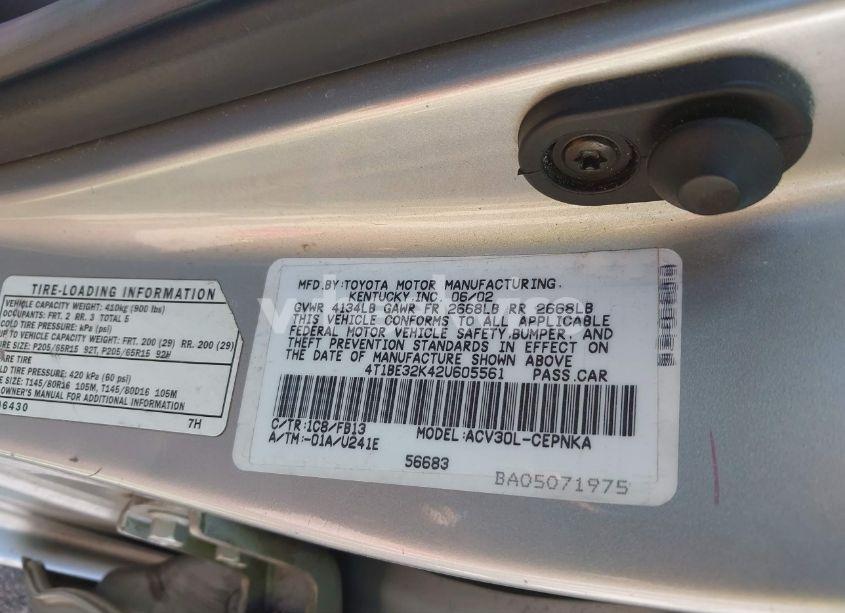 TIRE-LOADING INFORMATION
VEHICLE CAPACITY WEIGHT: 410kg (900 lbs)
OCCUPANTS: FRT. 2 RR. 3 TOTAL 5
COLD TIRE PRESSURE: kPa (psi)
UP TO VEHICLE CAPACITY WEIGHT: FRT. 200 (29) RR. 200 (29)
SIZE: P205/65R15 92T, P205/65R15 92H
TIRE
TIRE PRESSURE: 420 kPa (60 psi)
SIZE: T145/80R16 105M, T145/80D16 105M
OWNER'S MANUAL FOR ADDITIONAL INFORMATION
6430
7H
MFD.BY:TOYOTA MOTOR MANUFACTURING,
KENTUCKY,INC. 06/02
GVWR 4134LB GAWR FR 2668LB RR 2668LB
THIS VEHICLE CONFORMS TO ALL APPLICABLE
FEDERAL MOTOR VEHICLE SAFETY,BUMPER, AND
THEFT PREVENTION STANDARDS IN EFFECT ON
THE DATE OF MANUFACTURE SHOWN ABOVE
4T1BE32K42U605561 PASS.CAR
C/TR:1C8/FB13
A/TM:-01A/U241E MODEL:ACV30L-CEPNKA
56683
BA05071975